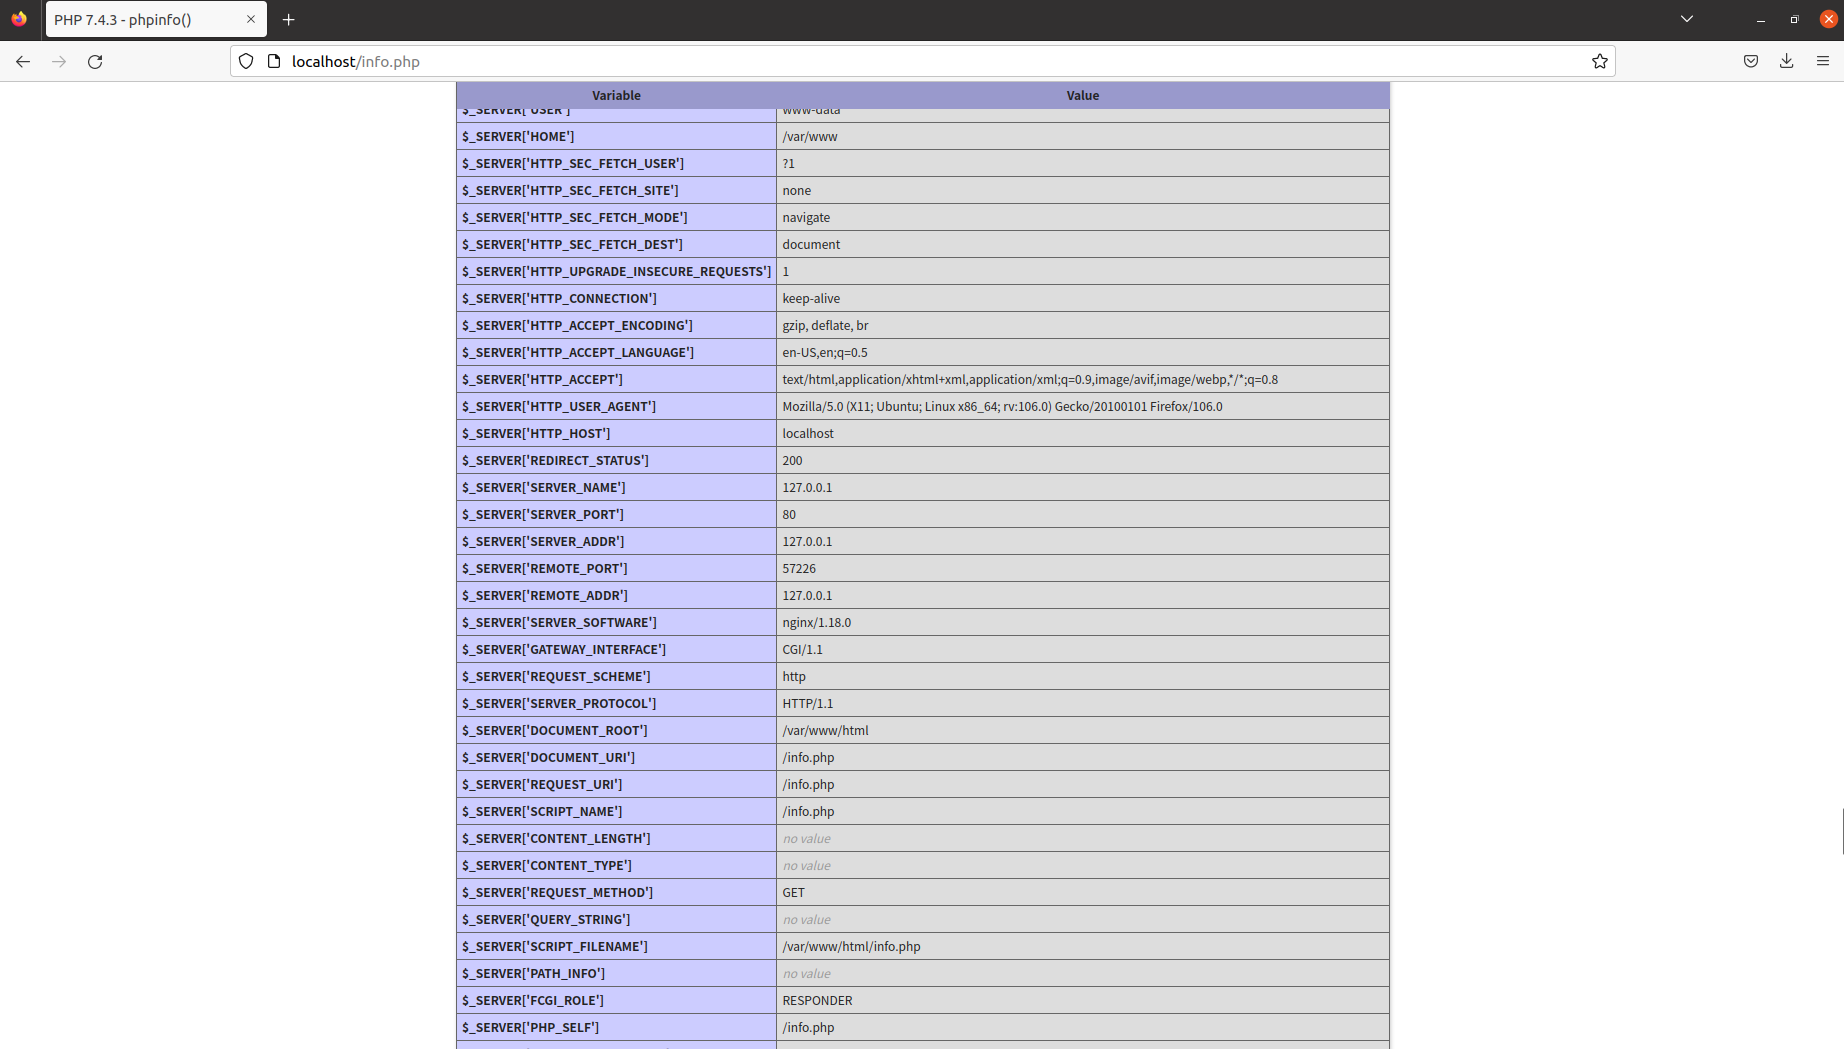 PHP 7.4.3 - phpinfo()
localhost/info.php
Variable Value
$_SERVER['USER'] www-data
$_SERVER['HOME'] /var/www
$_SERVER['HTTP_SEC_FETCH_USER'] ?1
$_SERVER['HTTP_SEC_FETCH_SITE'] none
$_SERVER['HTTP_SEC_FETCH_MODE'] navigate
$_SERVER['HTTP_SEC_FETCH_DEST'] document
$_SERVER['HTTP_UPGRADE_INSECURE_REQUESTS'] 1
$_SERVER['HTTP_CONNECTION'] keep-alive
$_SERVER['HTTP_ACCEPT_ENCODING'] gzip, deflate, br
$_SERVER['HTTP_ACCEPT_LANGUAGE'] en-US,en;q=0.5
$_SERVER['HTTP_ACCEPT'] text/html,application/xhtml+xml,application/xml;q=0.9,image/avif,image/webp,*/*;q=0.8
$_SERVER['HTTP_USER_AGENT'] Mozilla/5.0 (X11; Ubuntu; Linux x86_64; rv:106.0) Gecko/20100101 Firefox/106.0
$_SERVER['HTTP_HOST'] localhost
$_SERVER['REDIRECT_STATUS'] 200
$_SERVER['SERVER_NAME'] 127.0.0.1
$_SERVER['SERVER_PORT'] 80
$_SERVER['SERVER_ADDR'] 127.0.0.1
$_SERVER['REMOTE_PORT'] 57226
$_SERVER['REMOTE_ADDR'] 127.0.0.1
$_SERVER['SERVER_SOFTWARE'] nginx/1.18.0
$_SERVER['GATEWAY_INTERFACE'] CGI/1.1
$_SERVER['REQUEST_SCHEME'] http
$_SERVER['SERVER_PROTOCOL'] HTTP/1.1
$_SERVER['DOCUMENT_ROOT'] /var/www/html
$_SERVER['DOCUMENT_URI'] /info.php
$_SERVER['REQUEST_URI'] /info.php
$_SERVER['SCRIPT_NAME'] /info.php
$_SERVER['CONTENT_LENGTH'] no value
$_SERVER['CONTENT_TYPE'] no value
$_SERVER['REQUEST_METHOD'] GET
$_SERVER['QUERY_STRING'] no value
$_SERVER['SCRIPT_FILENAME'] /var/www/html/info.php
$_SERVER['PATH_INFO'] no value
$_SERVER['FCGI_ROLE'] RESPONDER
$_SERVER['PHP_SELF'] /info.php